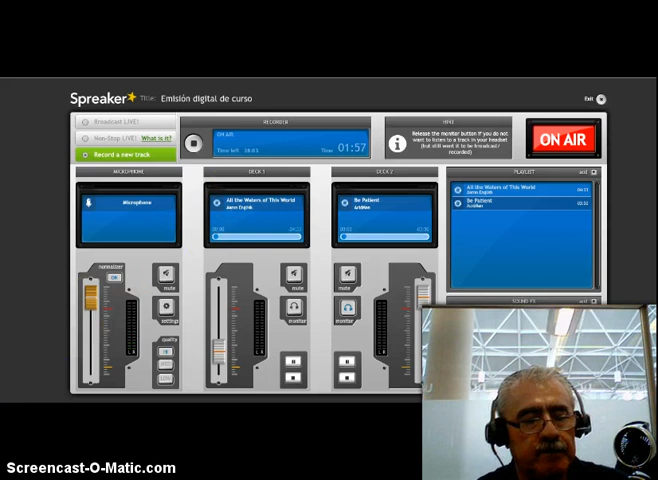 Spreaker Title: Emisión digital de curso
Exit
Broadcast LIVE!
Non-Stop LIVE! What is it?
Record a new track
RECORDER
ON AIR
Time left
Time 01:57
HINT
Release the monitor button if you do not
want to listen to a track in your headset
(but still want it to be broadcast /
recorded)
ON AIR
MICROPHONE
Microphone
DECK 1
All the Waters of This World
DECK 2
Be Patient
PLAYLIST
All the Waters of This World
Be Patient
normalizer
ON
mute
settings
quality
mute
monitor
mute
monitor
SOUND FX
Screencast-O-Matic.com